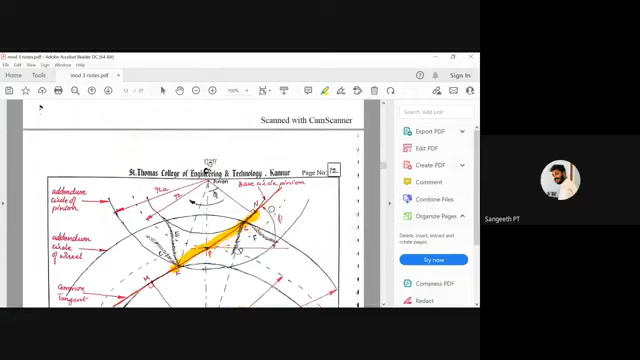 mod 3 notes.pdf - Adobe Acrobat Reader DC (64-bit)
File Edit View Sign Window Help
Home Tools mod 3 notes.pdf × Sign In
12 / 37 100%
Scanned with CamScanner
St.Thomas College of Engineering & Technology, Kannur Page No: 12
addendum
circle of
pinion
Base circle pinion
Pinion
addendum
circle
of wheel
Common
Tangent
M
N
P
K
L
Export PDF
Edit PDF
Create PDF
Comment
Combine Files
Organize Pages
Insert, delete, extract and
rotate pages.
Try now
Compress PDF
Redact
Sangeeth PT